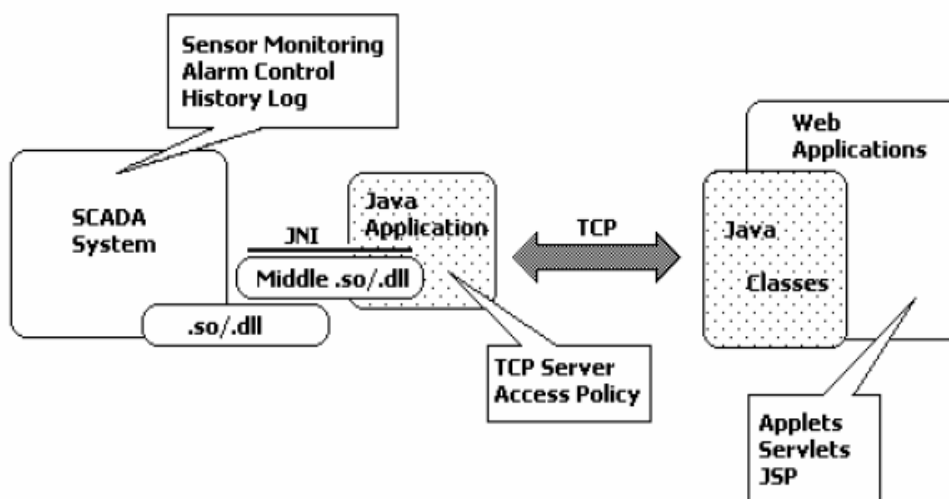 Sensor Monitoring
Alarm Control
History Log
SCADA
System
JNI
Middle .so/.dll
.so/.dll
Java
Application
TCP
TCP Server
Access Policy
Web
Applications
Java
Classes
Applets
Servlets
JSP